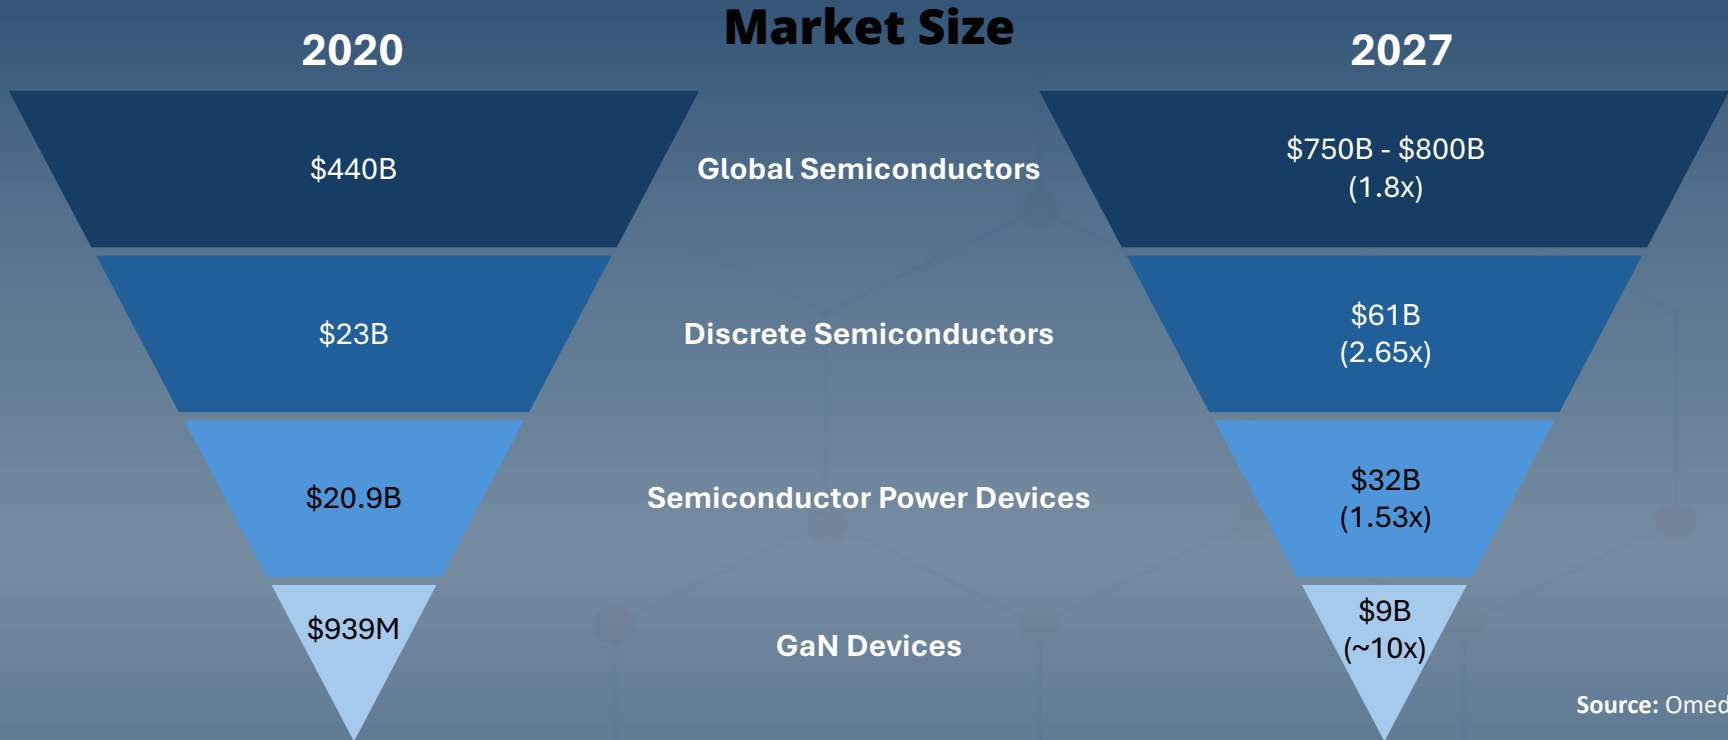 Market Size
2020
2027
$440B
Global Semiconductors
$750B - $800B
(1.8x)
$23B
Discrete Semiconductors
$61B
(2.65x)
$20.9B
Semiconductor Power Devices
$32B
(1.53x)
$939M
GaN Devices
$9B
(~10x)
Source: